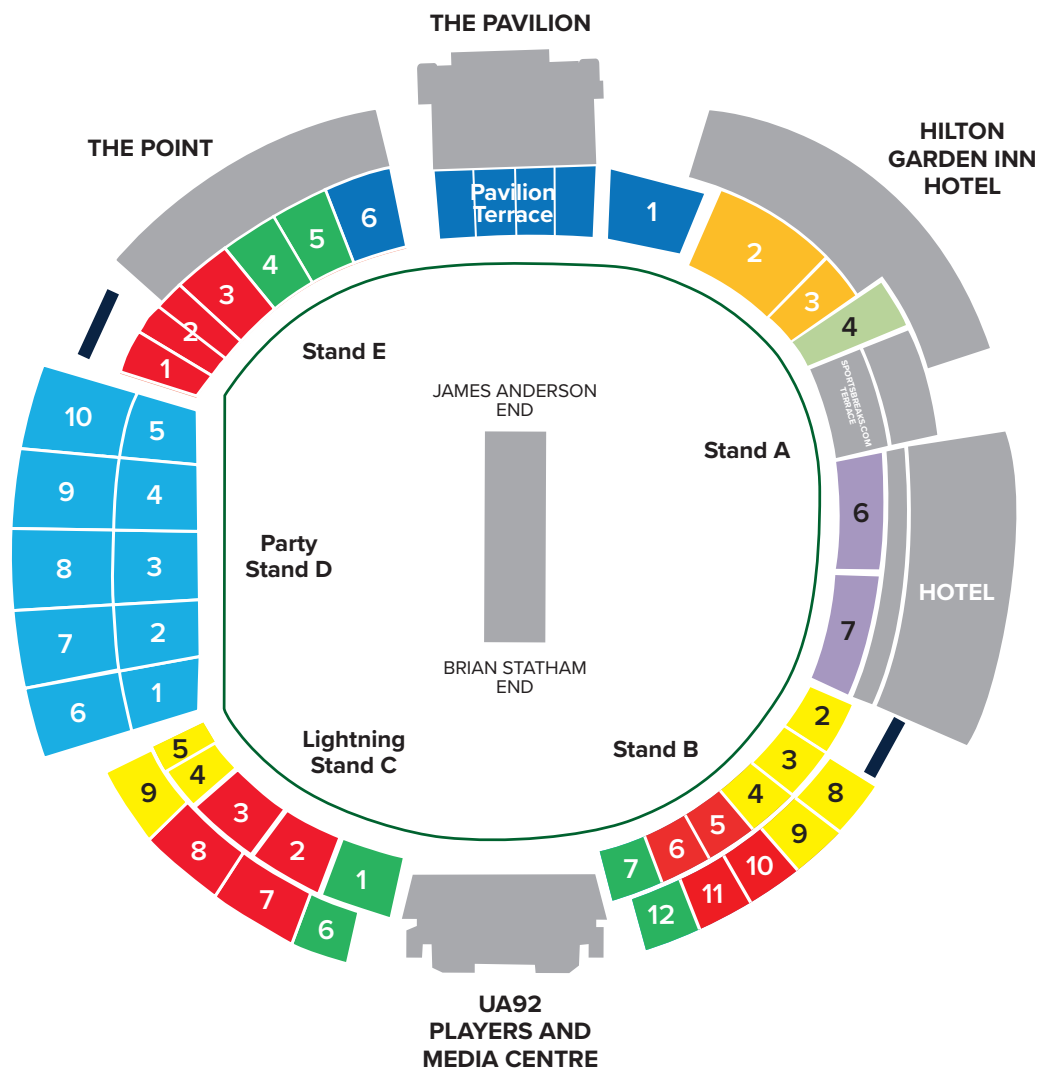 THE PAVILION
THE POINT
HILTON
GARDEN INN
HOTEL
Pavilion
Terrace
1
2
3
4
SPORTSBREAKS.COM
TERRACE
6
7
HOTEL
6
5
4
3
2
1
Stand E
JAMES ANDERSON
END
Stand A
10
5
9
4
8
3
7
2
6
1
Party
Stand D
BRIAN STATHAM
END
Lightning
Stand C
Stand B
5
4
9
3
8
2
7
1
6
2
3
4
8
9
5
6
7
10
11
12
UA92
PLAYERS AND
MEDIA CENTRE